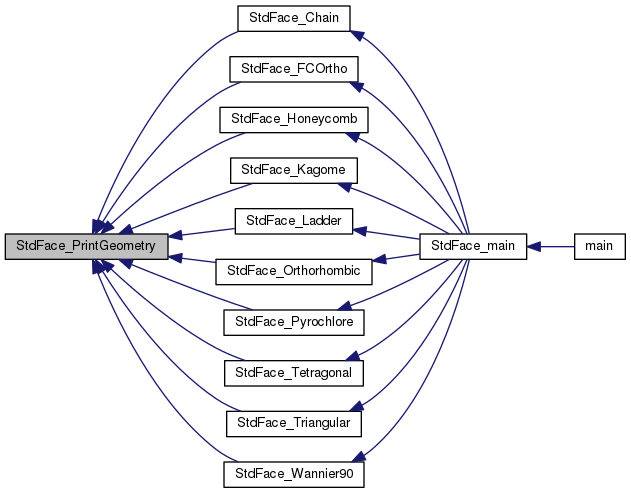 StdFace_Chain
StdFace_FCOrtho
StdFace_Honeycomb
StdFace_Kagome
StdFace_Ladder
StdFace_PrintGeometry
StdFace_main
main
StdFace_Orthorhombic
StdFace_Pyrochlore
StdFace_Tetragonal
StdFace_Triangular
StdFace_Wannier90